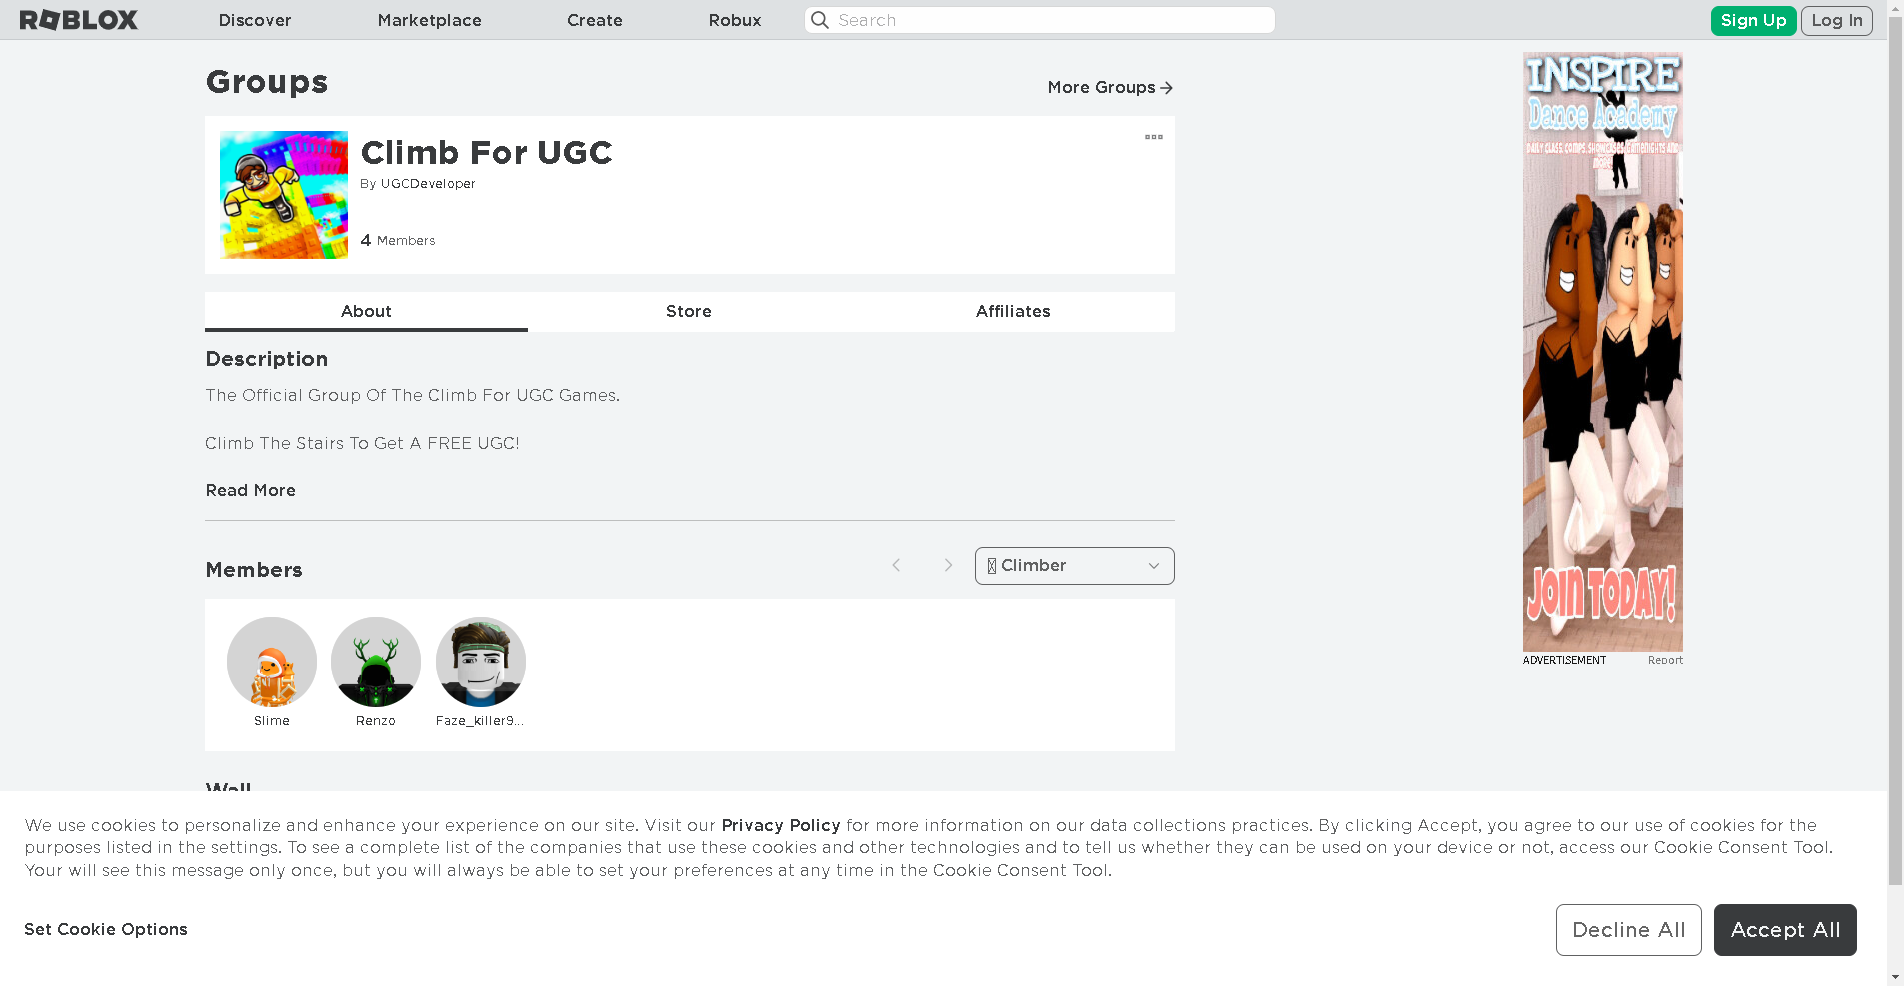 ROBLOX
Discover
Marketplace
Create
Robux
Search
Sign Up
Log In
Groups
More Groups
Climb For UGC
By UGCDeveloper
4 Members
About
Store
Affiliates
Description
The Official Group Of The Climb For UGC Games.
Climb The Stairs To Get A FREE UGC!
Read More
Members
Climber
Slime
Renzo
Faze_killer9...
Wall
INSPIRE
Dance Academy
DAILY CLASS, COMPS, SHOWCASES, GAMENIGHTS AND
MORE!
JOIN TODAY!
ADVERTISEMENT
Report
We use cookies to personalize and enhance your experience on our site. Visit our Privacy Policy for more information on our data collections practices. By clicking Accept, you agree to our use of cookies for the
purposes listed in the settings. To see a complete list of the companies that use these cookies and other technologies and to tell us whether they can be used on your device or not, access our Cookie Consent Tool.
Your will see this message only once, but you will always be able to set your preferences at any time in the Cookie Consent Tool.
Set Cookie Options
Decline All
Accept All